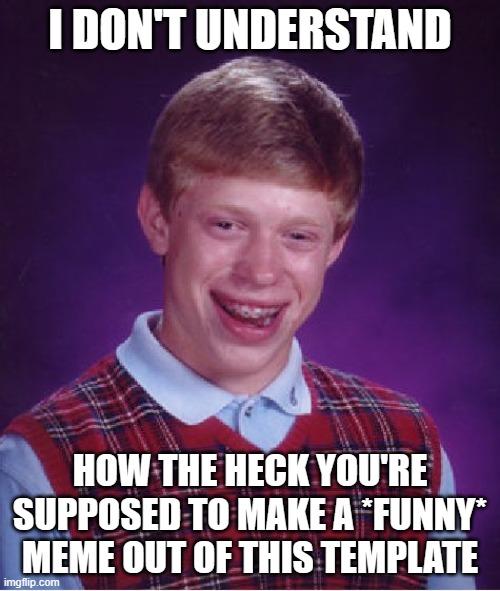 I DON'T UNDERSTAND
HOW THE HECK YOU'RE
SUPPOSED TO MAKE A *FUNNY*
MEME OUT OF THIS TEMPLATE
imgflip.com